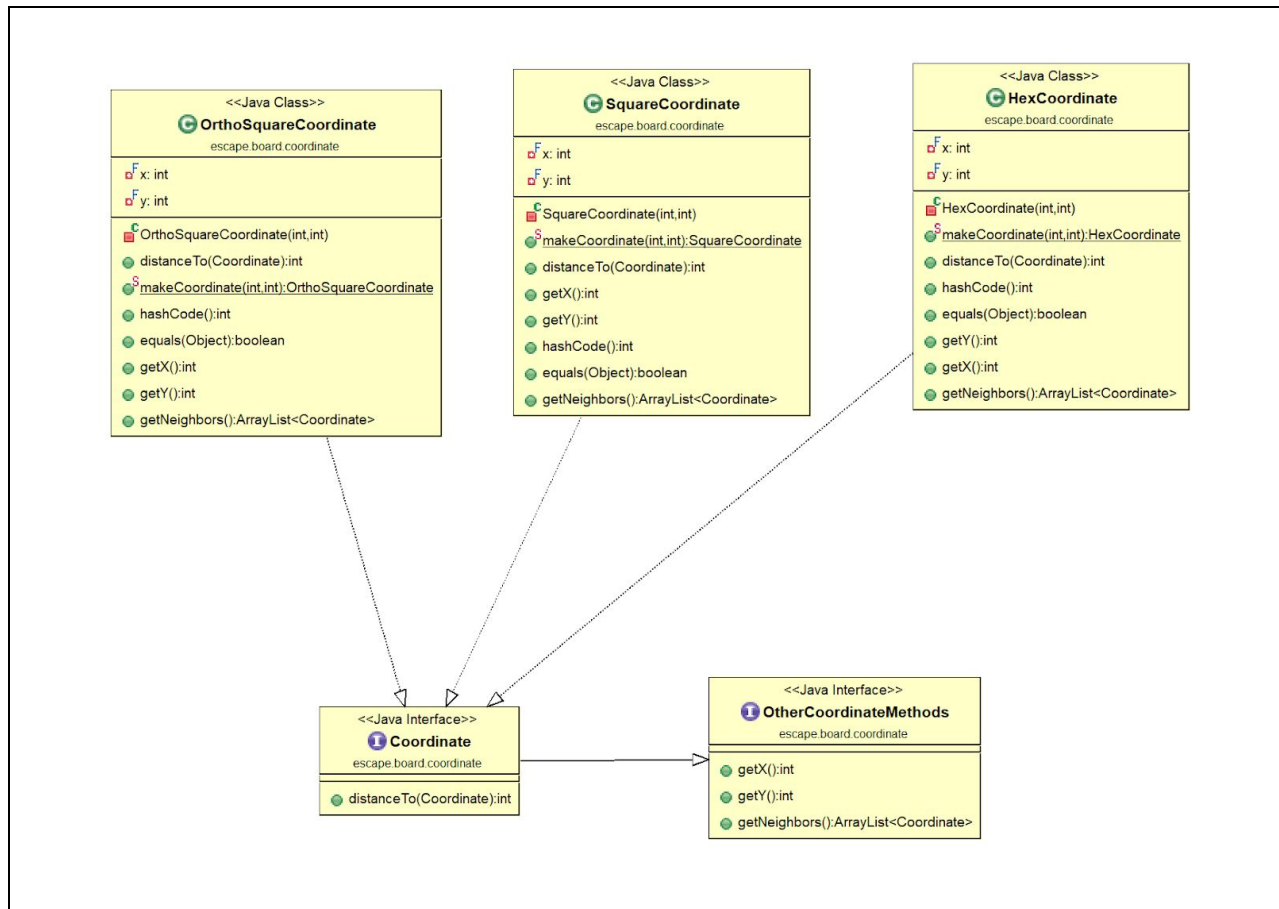 <<Java Class>>
OrthoSquareCoordinate
escape.board.coordinate
x: int
y: int
OrthoSquareCoordinate(int,int)
distanceTo(Coordinate):int
makeCoordinate(int,int):OrthoSquareCoordinate
hashCode():int
equals(Object):boolean
getX():int
getY():int
getNeighbors():ArrayList<Coordinate>
<<Java Class>>
SquareCoordinate
escape.board.coordinate
x: int
y: int
SquareCoordinate(int,int)
makeCoordinate(int,int):SquareCoordinate
distanceTo(Coordinate):int
getX():int
getY():int
hashCode():int
equals(Object):boolean
getNeighbors():ArrayList<Coordinate>
<<Java Class>>
HexCoordinate
escape.board.coordinate
x: int
y: int
HexCoordinate(int,int)
makeCoordinate(int,int):HexCoordinate
distanceTo(Coordinate):int
hashCode():int
equals(Object):boolean
getY():int
getX():int
getNeighbors():ArrayList<Coordinate>
<<Java Interface>>
Coordinate
escape.board.coordinate
distanceTo(Coordinate):int
<<Java Interface>>
OtherCoordinateMethods
escape.board.coordinate
getX():int
getY():int
getNeighbors():ArrayList<Coordinate>